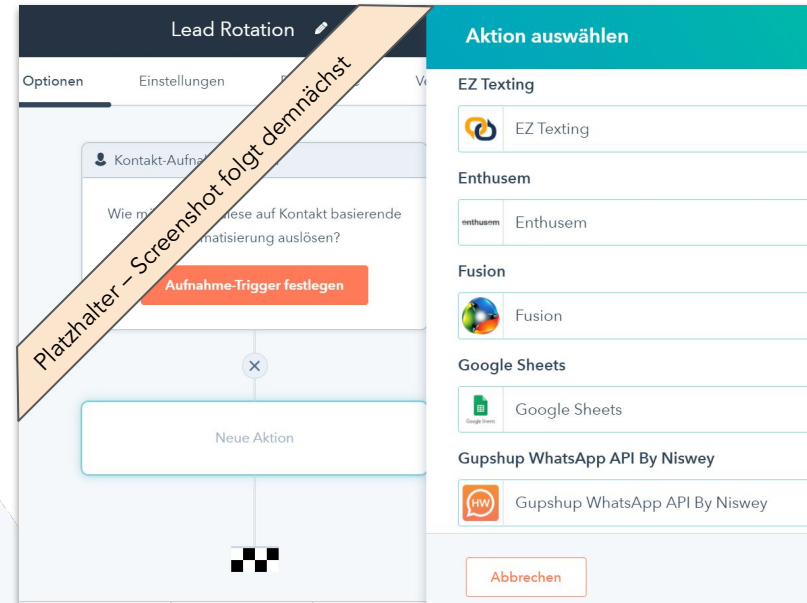 Lead Rotation
Optionen
Einstellungen
Kontakt-Aufna
Wie m iese auf Kontakt basierende
matisierung auslösen?
Aufnahme-Trigger festlegen
Neue Aktion
Platzhalter – Screenshot folgt demnächst
Aktion auswählen
EZ Texting
EZ Texting
Enthusem
enthusem
Enthusem
Fusion
Fusion
Google Sheets
Google Sheets
Google Sheets
Gupshup WhatsApp API By Niswey
HW
Gupshup WhatsApp API By Niswey
Abbrechen